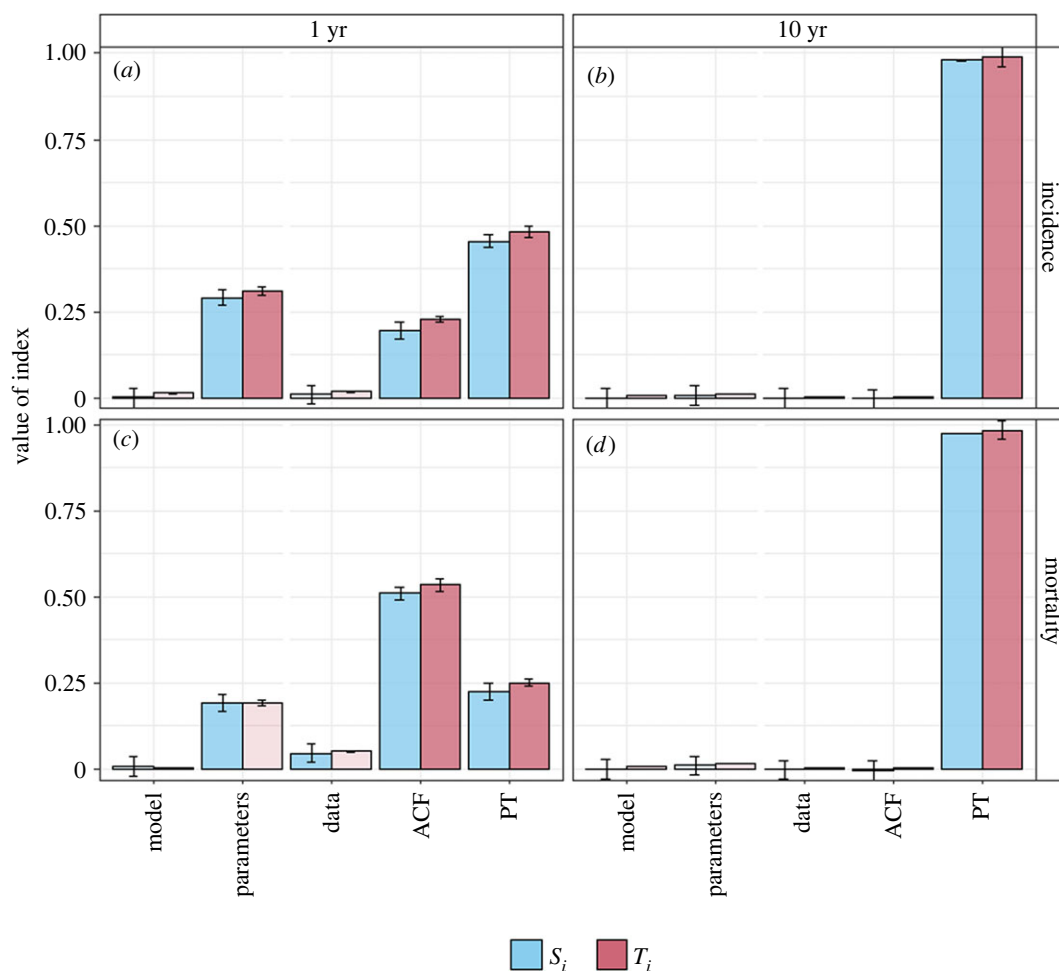 1 yr
10 yr
value of index
1.00
0.75
0.50
0.25
0
(a)
(b)
incidence
1.00
0.75
0.50
0.25
0
(c)
(d)
mortality
model
parameters
data
ACF
PT
model
parameters
data
ACF
PT
S_i
T_i